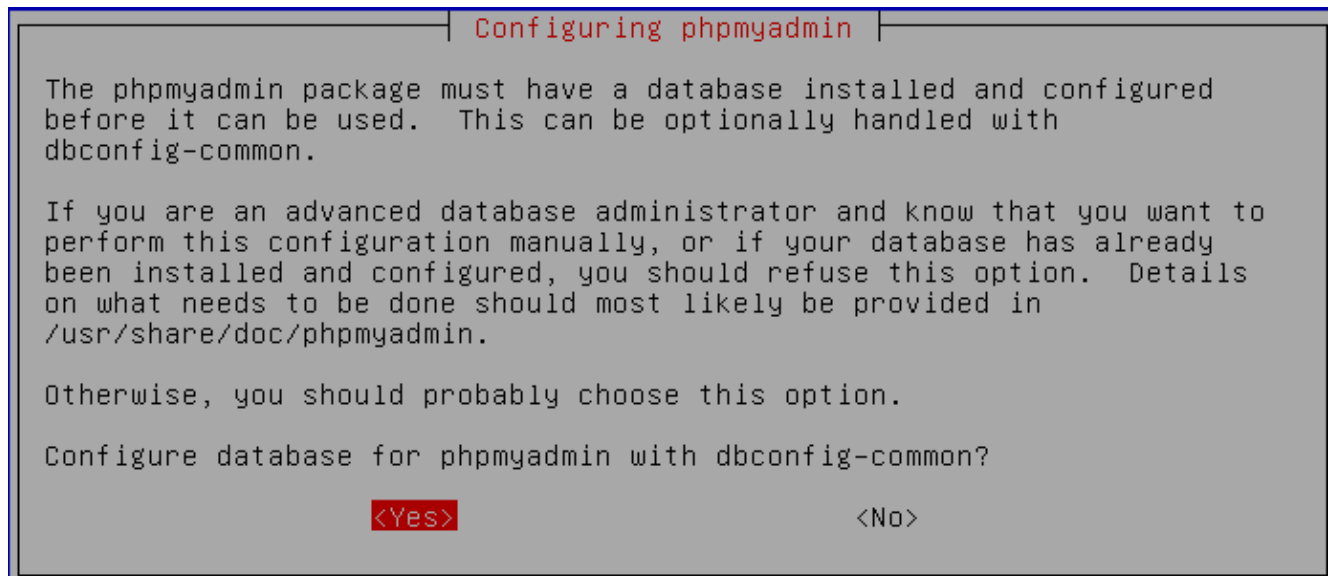 Configuring phpmyadmin
The phpmyadmin package must have a database installed and configured
before it can be used.  This can be optionally handled with
dbconfig-common.
If you are an advanced database administrator and know that you want to
perform this configuration manually, or if your database has already
been installed and configured, you should refuse this option.  Details
on what needs to be done should most likely be provided in
/usr/share/doc/phpmyadmin.
Otherwise, you should probably choose this option.
Configure database for phpmyadmin with dbconfig-common?
<Yes> <No>